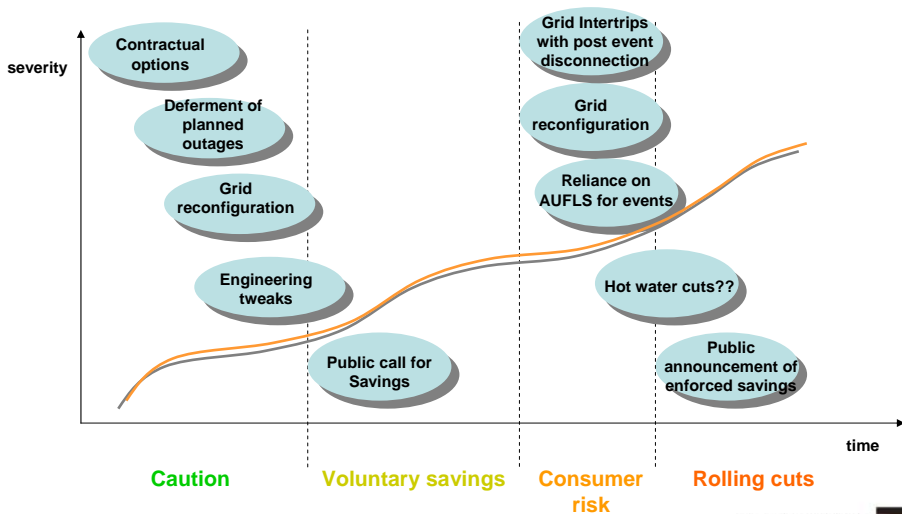 severity
Contractual
options
Deferment of
planned
outages
Grid
reconfiguration
Engineering
tweaks
Public call for
Savings
Grid Intertrips
with post event
disconnection
Grid
reconfiguration
Reliance on
AUFLS for events
Hot water cuts??
Public
announcement of
enforced savings
time
Caution
Voluntary savings
Consumer
risk
Rolling cuts